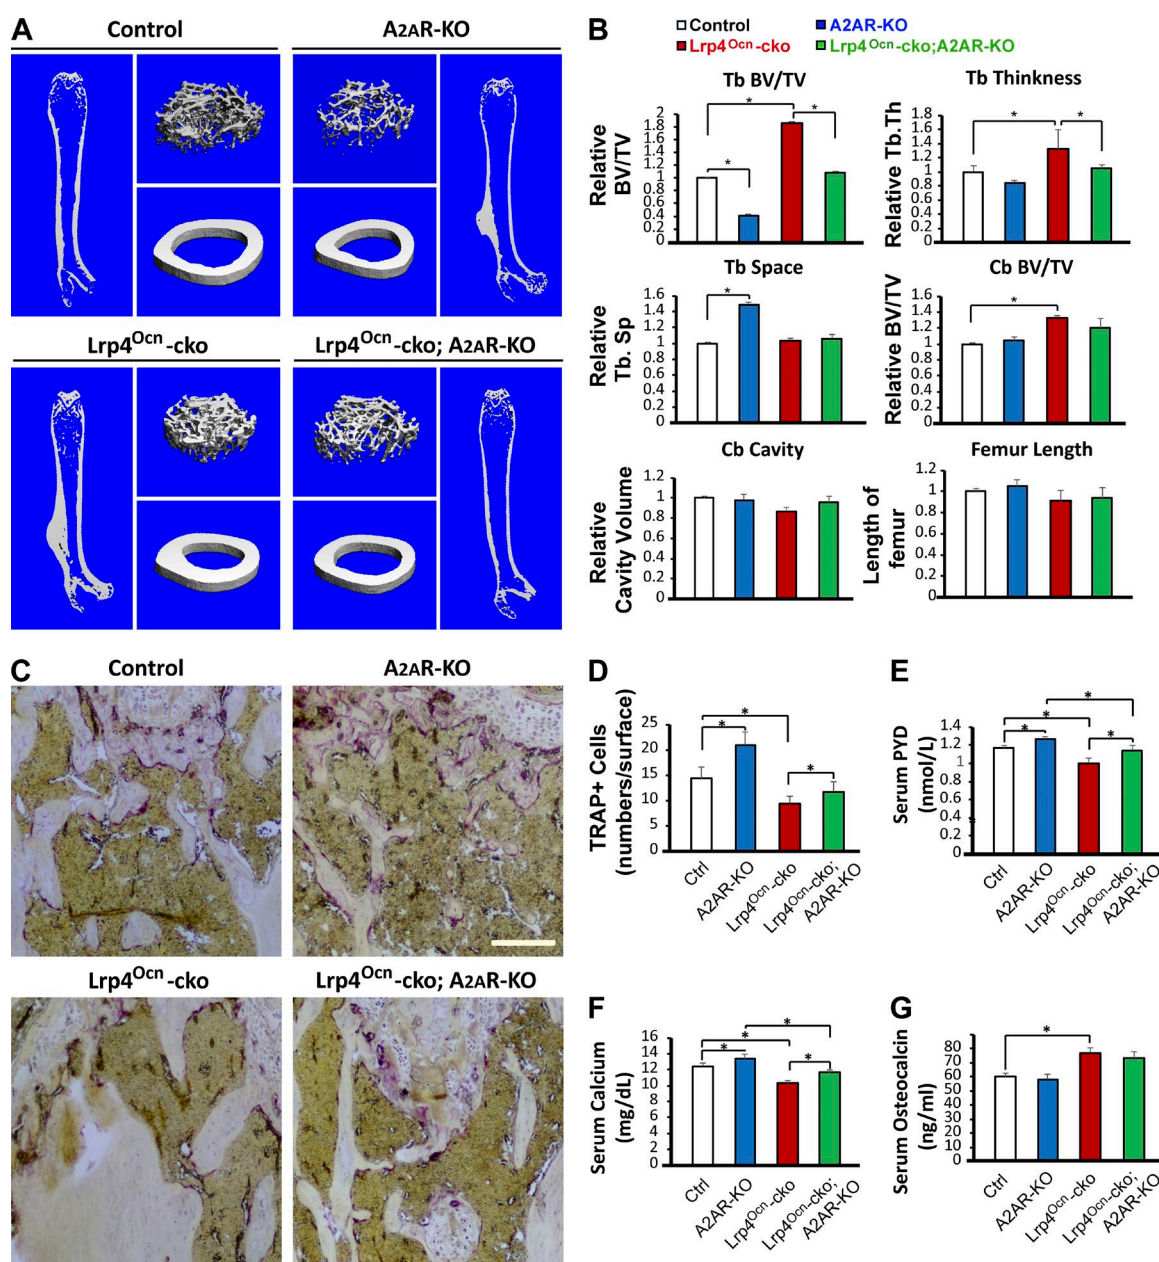 A
Control
A2AR-KO
Lrp4Ocn -cko
Lrp4Ocn -cko; A2AR-KO
B
Control
A2AR-KO
Lrp4Ocn-cko
Lrp4Ocn-cko;A2AR-KO
Tb BV/TV
Relative
BV/TV
2
1.8
1.6
1.4
1.2
1
0.8
0.6
0.4
0.2
0
*
*
*
Tb Thinkness
Relative Tb.Th
1.8
1.6
1.4
1.2
1
0.8
0.6
0.4
0.2
0
*
*
Tb Space
Relative
Tb. Sp
1.6
1.4
1.2
1
0.8
0.6
0.4
0.2
0
*
Cb BV/TV
Relative BV/TV
1.6
1.4
1.2
1
0.8
0.6
0.4
0.2
0
*
Cb Cavity
Relative
Cavity Volume
1.2
1
0.8
0.6
0.4
0.2
0
Femur Length
Length of
femur
1.2
1
0.8
0.6
0.4
0.2
0
C
Control
A2AR-KO
Lrp4Ocn -cko
Lrp4Ocn -cko; A2AR-KO
D
TRAP+ Cells
(numbers/surface)
25
20
15
10
5
0
*
*
*
Ctrl
A2AR-KO
Lrp4Ocn-cko
Lrp4Ocn-cko;
A2AR-KO
E
Serum PYD
(nmol/L)
1.4
1.2
1
0.8
0.6
0.4
0.2
0
*
*
*
*
Ctrl
A2AR-KO
Lrp4Ocn-cko
Lrp4Ocn-cko;
A2AR-KO
F
Serum Calcium
(mg/dL)
16
14
12
10
8
6
4
2
0
*
*
*
*
Ctrl
A2AR-KO
Lrp4Ocn-cko
Lrp4Ocn-cko;
A2AR-KO
G
Serum Osteocalcin
(ng/ml)
80
70
60
50
40
30
20
10
0
*
Ctrl
A2AR-KO
Lrp4Ocn-cko
Lrp4Ocn-cko;
A2AR-KO